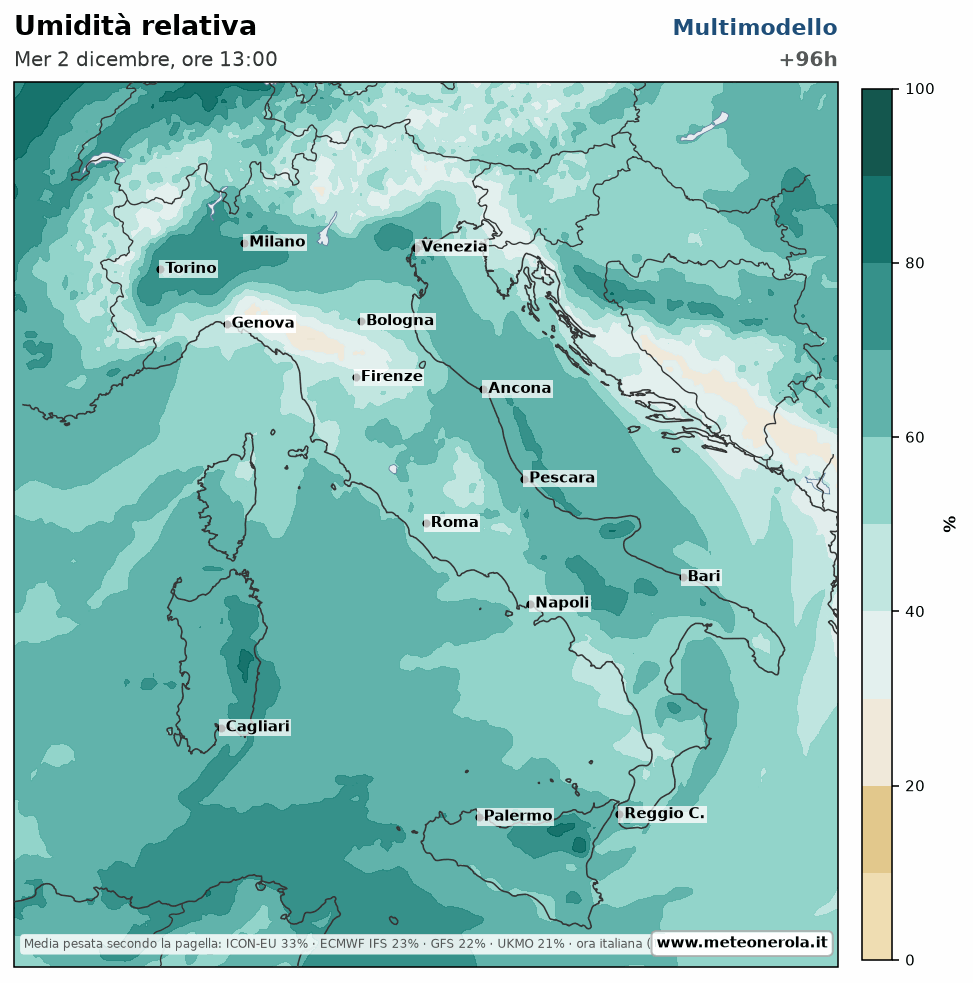 Umidità relativa
Multimodello
Mer 2 dicembre, ore 13:00
+96h
100
80
60
40
20
0
%
Milano
Venezia
Torino
Genova
Bologna
Firenze
Ancona
Pescara
Roma
Bari
Napoli
Cagliari
Palermo
Reggio C.
Media pesata secondo la pagella: ICON-EU 33% · ECMWF IFS 23% · GFS 22% · UKMO 21% · ora italiana (
www.meteonerola.it